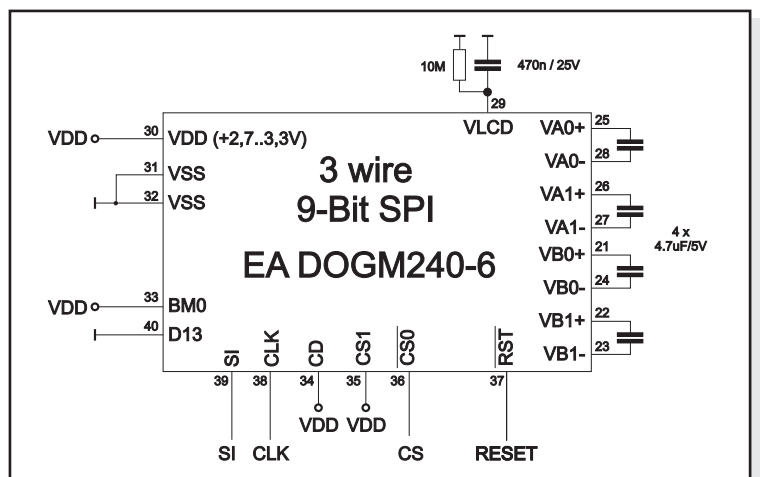 10M
470n / 25V
29
VLCD
VDD
30
VDD (+2,7..3,3V)
31
VSS
32
VSS
3 wire
9-Bit SPI
EA DOGM240-6
VDD
33
BM0
40
D13
VA0+
25
VA0-
28
VA1+
26
VA1-
27
VB0+
21
VB0-
24
VB1+
22
VB1-
23
4 x
4.7uF/5V
SI
CLK
CD
CS1
CS0
RST
39
38
34
35
36
37
VDD
VDD
SI
CLK
CS
RESET